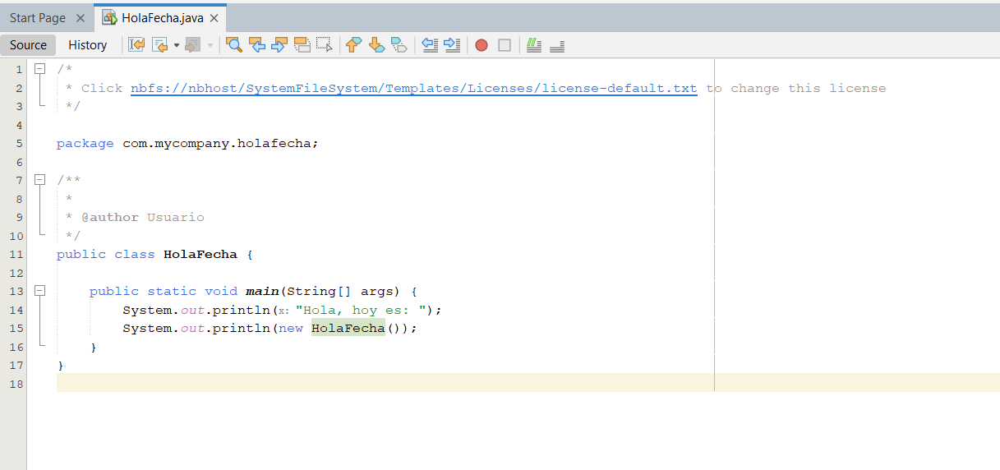 Start Page
HolaFecha.java
Source History
1 /*
2 * Click nbfs://nbhost/SystemFileSystem/Templates/Licenses/license-default.txt to change this license
3 */
4
5 package com.mycompany.holafecha;
6
7 /**
8 *
9 * @author Usuario
10 */
11 public class HolaFecha {
12
13 public static void main(String[] args) {
14 System.out.println(x: "Hola, hoy es: ");
15 System.out.println(new HolaFecha());
16 }
17 }
18